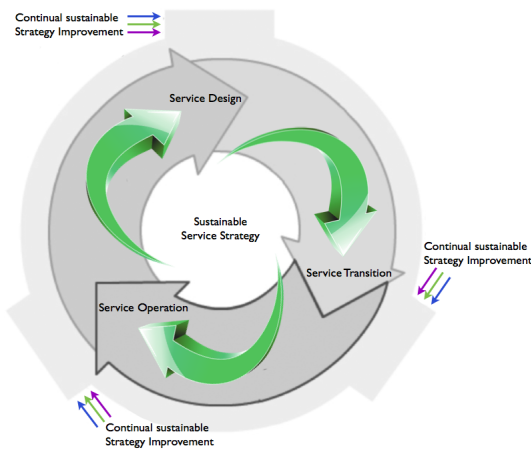 Continual sustainable
Strategy Improvement
Service Design
Sustainable
Service Strategy
Continual sustainable
Strategy Improvement
Service Transition
Service Operation
Continual sustainable
Strategy Improvement